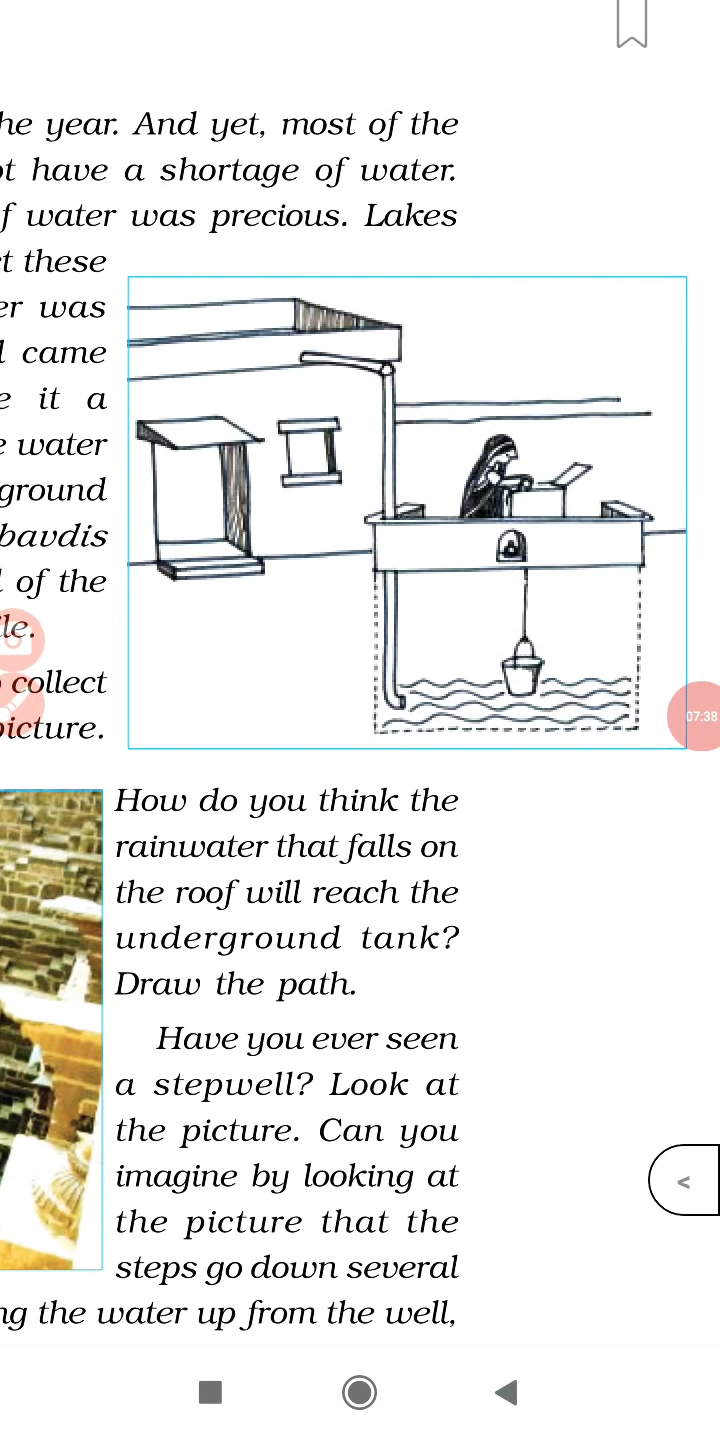 he year. And yet, most of the
ot have a shortage of water.
f water was precious. Lakes
t these
er was
l came
e it a
e water
ground
bavdis
l of the
le.
collect
picture.
07:38
How do you think the
rainwater that falls on
the roof will reach the
underground tank?
Draw the path.
Have you ever seen
a stepwell? Look at
the picture. Can you
imagine by looking at
the picture that the
steps go down several
ng the water up from the well,
<